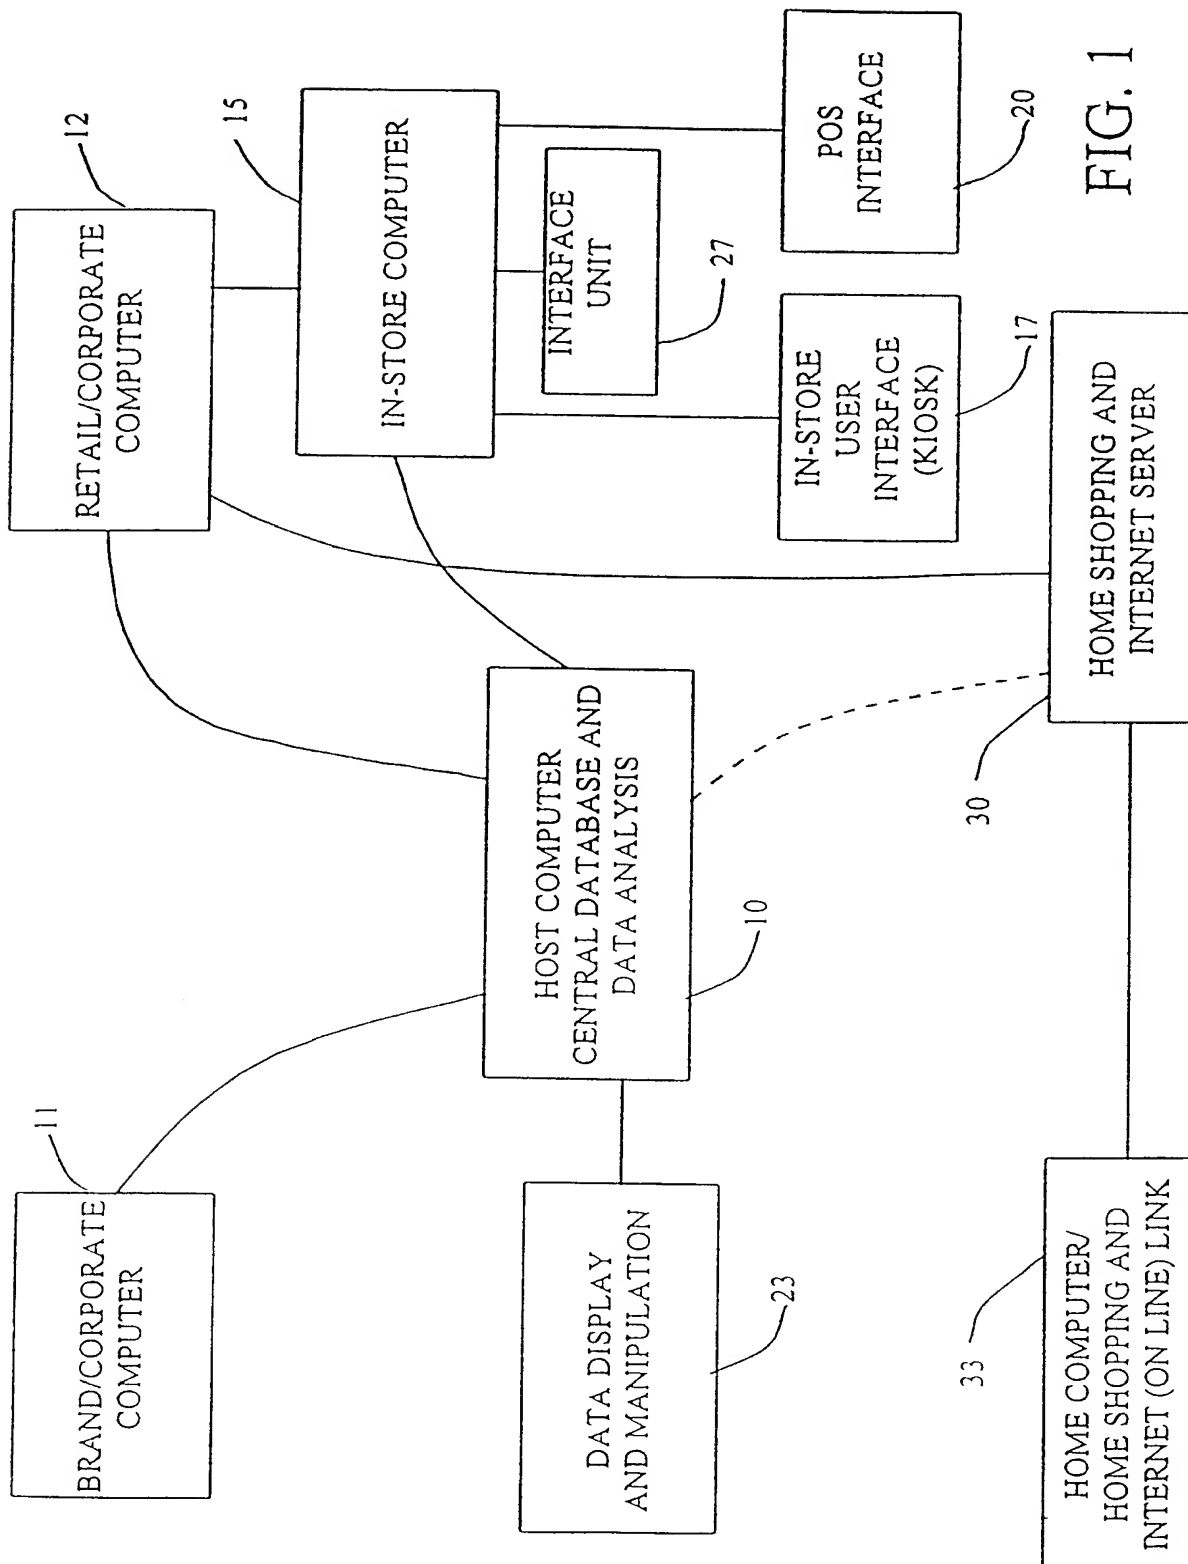 BRAND/CORPORATE
COMPUTER
11
RETAIL/CORPORATE
COMPUTER
12
IN-STORE COMPUTER
15
DATA DISPLAY
AND MANIPULATION
23
HOST COMPUTER
CENTRAL DATABASE AND
DATA ANALYSIS
10
INTERFACE
UNIT
27
IN-STORE
USER
INTERFACE
(KIOSK)
17
POS
INTERFACE
20
HOME COMPUTER/
HOME SHOPPING AND
INTERNET (ON LINE) LINK
33
HOME SHOPPING AND
INTERNET SERVER
30
FIG. 1